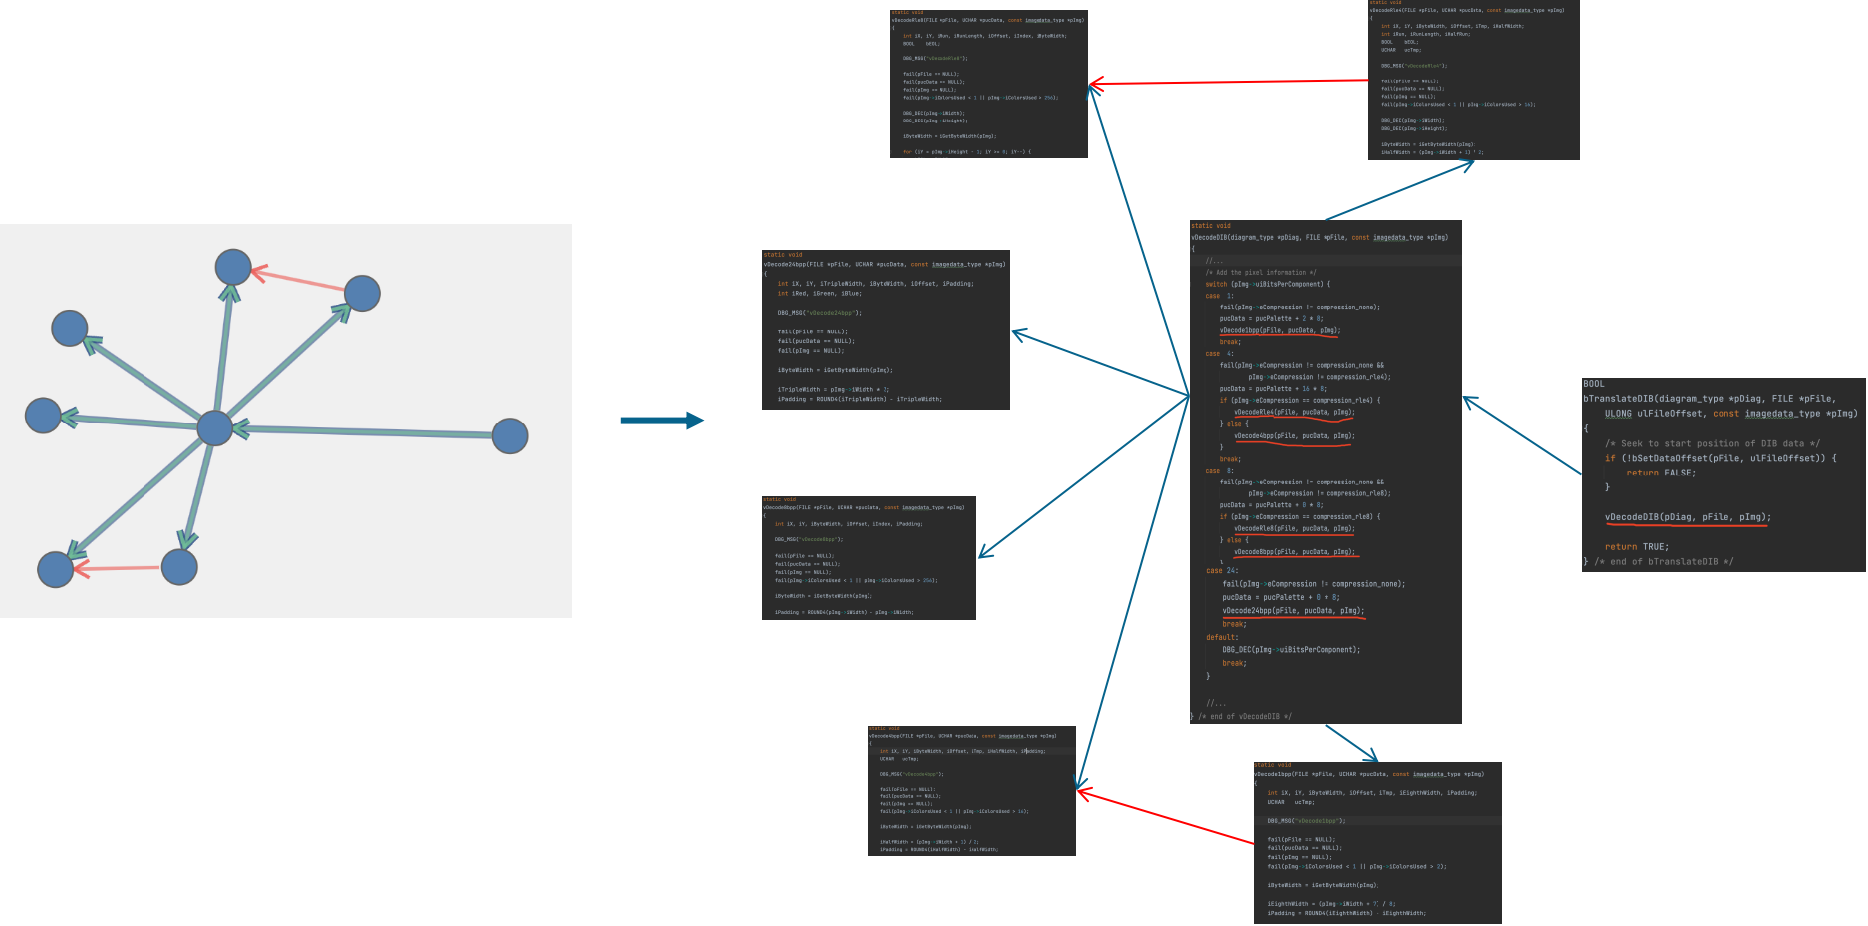 static void
vDecodeRle8(FILE *pFile, UCHAR *pucData, const imagedata_type *pImg)
{
int iX, iY, iRun, iRunLength, iOffset, iIndex, iByteWidth;
BOOL bEOL;
DBG_MSG("vDecodeRle8");
fail(pFile == NULL);
fail(pucData == NULL);
fail(pImg == NULL);
fail(pImg->iColorsUsed < 1 || pImg->iColorsUsed > 256);
DBG_DEC(pImg->iWidth);
DBG_DEC(pImg->iHeight);
iByteWidth = iGetByteWidth(pImg);
for (iY = pImg->iHeight - 1; iY >= 0; iY--) {
static void
vDecodeRle4(FILE *pFile, UCHAR *pucData, const imagedata_type *pImg)
{
int iX, iY, iByteWidth, iOffset, iTmp, iHalfWidth;
int iRun, iRunLength, iHalfRun;
BOOL bEOL;
UCHAR ucTmp;
DBG_MSG("vDecodeRle4");
fail(pFile == NULL);
fail(pucData == NULL);
fail(pImg == NULL);
fail(pImg->iColorsUsed < 1 || pImg->iColorsUsed > 16);
DBG_DEC(pImg->iWidth);
DBG_DEC(pImg->iHeight);
iByteWidth = iGetByteWidth(pImg);
iHalfWidth = (pImg->iWidth + 1) / 2;
static void
vDecode24bpp(FILE *pFile, UCHAR *pucData, const imagedata_type *pImg)
{
int iX, iY, iTripleWidth, iByteWidth, iOffset, iPadding;
int iRed, iGreen, iBlue;
DBG_MSG("vDecode24bpp");
fail(pFile == NULL);
fail(pucData == NULL);
fail(pImg == NULL);
iByteWidth = iGetByteWidth(pImg);
iTripleWidth = pImg->iWidth * 3;
iPadding = ROUND4(iTripleWidth) - iTripleWidth;
static void
vDecode8bpp(FILE *pFile, UCHAR *pucData, const imagedata_type *pImg)
{
int iX, iY, iByteWidth, iOffset, iIndex, iPadding;
DBG_MSG("vDecode8bpp");
fail(pFile == NULL);
fail(pucData == NULL);
fail(pImg == NULL);
fail(pImg->iColorsUsed < 1 || pImg->iColorsUsed > 256);
iByteWidth = iGetByteWidth(pImg);
iPadding = ROUND4(pImg->iWidth) - pImg->iWidth;
static void
vDecode4bpp(FILE *pFile, UCHAR *pucData, const imagedata_type *pImg)
{
int iX, iY, iByteWidth, iOffset, iTmp, iHalfWidth, iPadding;
UCHAR ucTmp;
DBG_MSG("vDecode4bpp");
fail(pFile == NULL);
fail(pucData == NULL);
fail(pImg == NULL);
fail(pImg->iColorsUsed < 1 || pImg->iColorsUsed > 16);
iByteWidth = iGetByteWidth(pImg);
iHalfWidth = (pImg->iWidth + 1) / 2;
iPadding = ROUND4(iHalfWidth) - iHalfWidth;
static void
vDecodeDIB(diagram_type *pDiag, FILE *pFile, const imagedata_type *pImg)
{
//...
/* Add the pixel information */
switch (pImg->uiBitsPerComponent) {
case 1:
fail(pImg->eCompression != compression_none);
pucData = pucPalette + 2 * 8;
vDecode1bpp(pFile, pucData, pImg);
break;
case 4:
fail(pImg->eCompression != compression_none &&
pImg->eCompression != compression_rle4);
pucData = pucPalette + 16 * 8;
if (pImg->eCompression == compression_rle4) {
vDecodeRle4(pFile, pucData, pImg);
} else {
vDecode4bpp(pFile, pucData, pImg);
}
break;
case 8:
fail(pImg->eCompression != compression_none &&
pImg->eCompression != compression_rle8);
pucData = pucPalette + 0 * 8;
if (pImg->eCompression == compression_rle8) {
vDecodeRle8(pFile, pucData, pImg);
} else {
vDecode8bpp(pFile, pucData, pImg);
}
case 24:
fail(pImg->eCompression != compression_none);
pucData = pucPalette + 0 * 8;
vDecode24bpp(pFile, pucData, pImg);
break;
default:
DBG_DEC(pImg->uiBitsPerComponent);
break;
}
//...
} /* end of vDecodeDIB */
BOOL
bTranslateDIB(diagram_type *pDiag, FILE *pFile,
ULONG ulFileOffset, const imagedata_type *pImg)
{
/* Seek to start position of DIB data */
if (!bSetDataOffset(pFile, ulFileOffset)) {
return FALSE;
}
vDecodeDIB(pDiag, pFile, pImg);
return TRUE;
} /* end of bTranslateDIB */
static void
vDecode1bpp(FILE *pFile, UCHAR *pucData, const imagedata_type *pImg)
{
int iX, iY, iByteWidth, iOffset, iTmp, iEighthWidth, iPadding;
UCHAR ucTmp;
DBG_MSG("vDecode1bpp");
fail(pFile == NULL);
fail(pucData == NULL);
fail(pImg == NULL);
fail(pImg->iColorsUsed < 1 || pImg->iColorsUsed > 2);
iByteWidth = iGetByteWidth(pImg);
iEighthWidth = (pImg->iWidth + 7) / 8;
iPadding = ROUND4(iEighthWidth) - iEighthWidth;